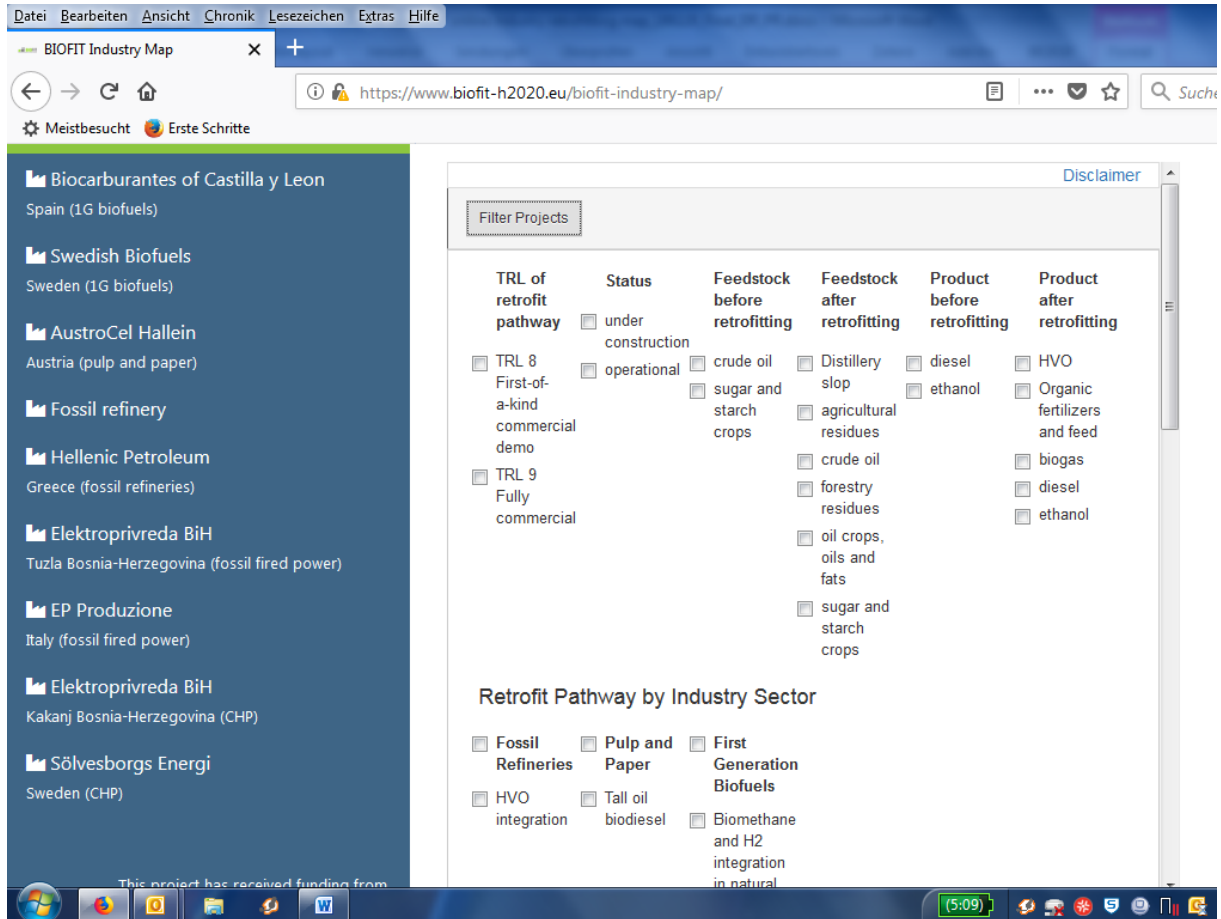 Datei Bearbeiten Ansicht Chronik Lesezeichen Extras Hilfe
BIOFIT Industry Map
https://www.biofit-h2020.eu/biofit-industry-map/
Suche
Meistbesucht Erste Schritte
Biocarburantes of Castilla y Leon
Spain (1G biofuels)
Swedish Biofuels
Sweden (1G biofuels)
AustroCel Hallein
Austria (pulp and paper)
Fossil refinery
Hellenic Petroleum
Greece (fossil refineries)
Elektroprivreda BiH
Tuzla Bosnia-Herzegovina (fossil fired power)
EP Produzione
Italy (fossil fired power)
Elektroprivreda BiH
Kakanj Bosnia-Herzegovina (CHP)
Sölvesborgs Energi
Sweden (CHP)
This project has received funding from
Disclaimer
Filter Projects
TRL of
retrofit
pathway
TRL 8
First-of-
a-kind
commercial
demo
TRL 9
Fully
commercial
Status
under
construction
operational
Feedstock
before
retrofitting
crude oil
sugar and
starch
crops
Feedstock
after
retrofitting
Distillery
slop
agricultural
residues
crude oil
forestry
residues
oil crops,
oils and
fats
sugar and
starch
crops
Product
before
retrofitting
diesel
ethanol
Product
after
retrofitting
HVO
Organic
fertilizers
and feed
biogas
diesel
ethanol
Retrofit Pathway by Industry Sector
Fossil
Refineries
HVO
integration
Pulp and
Paper
Tall oil
biodiesel
First
Generation
Biofuels
Biomethane
and H2
integration
in natural
(5:09)